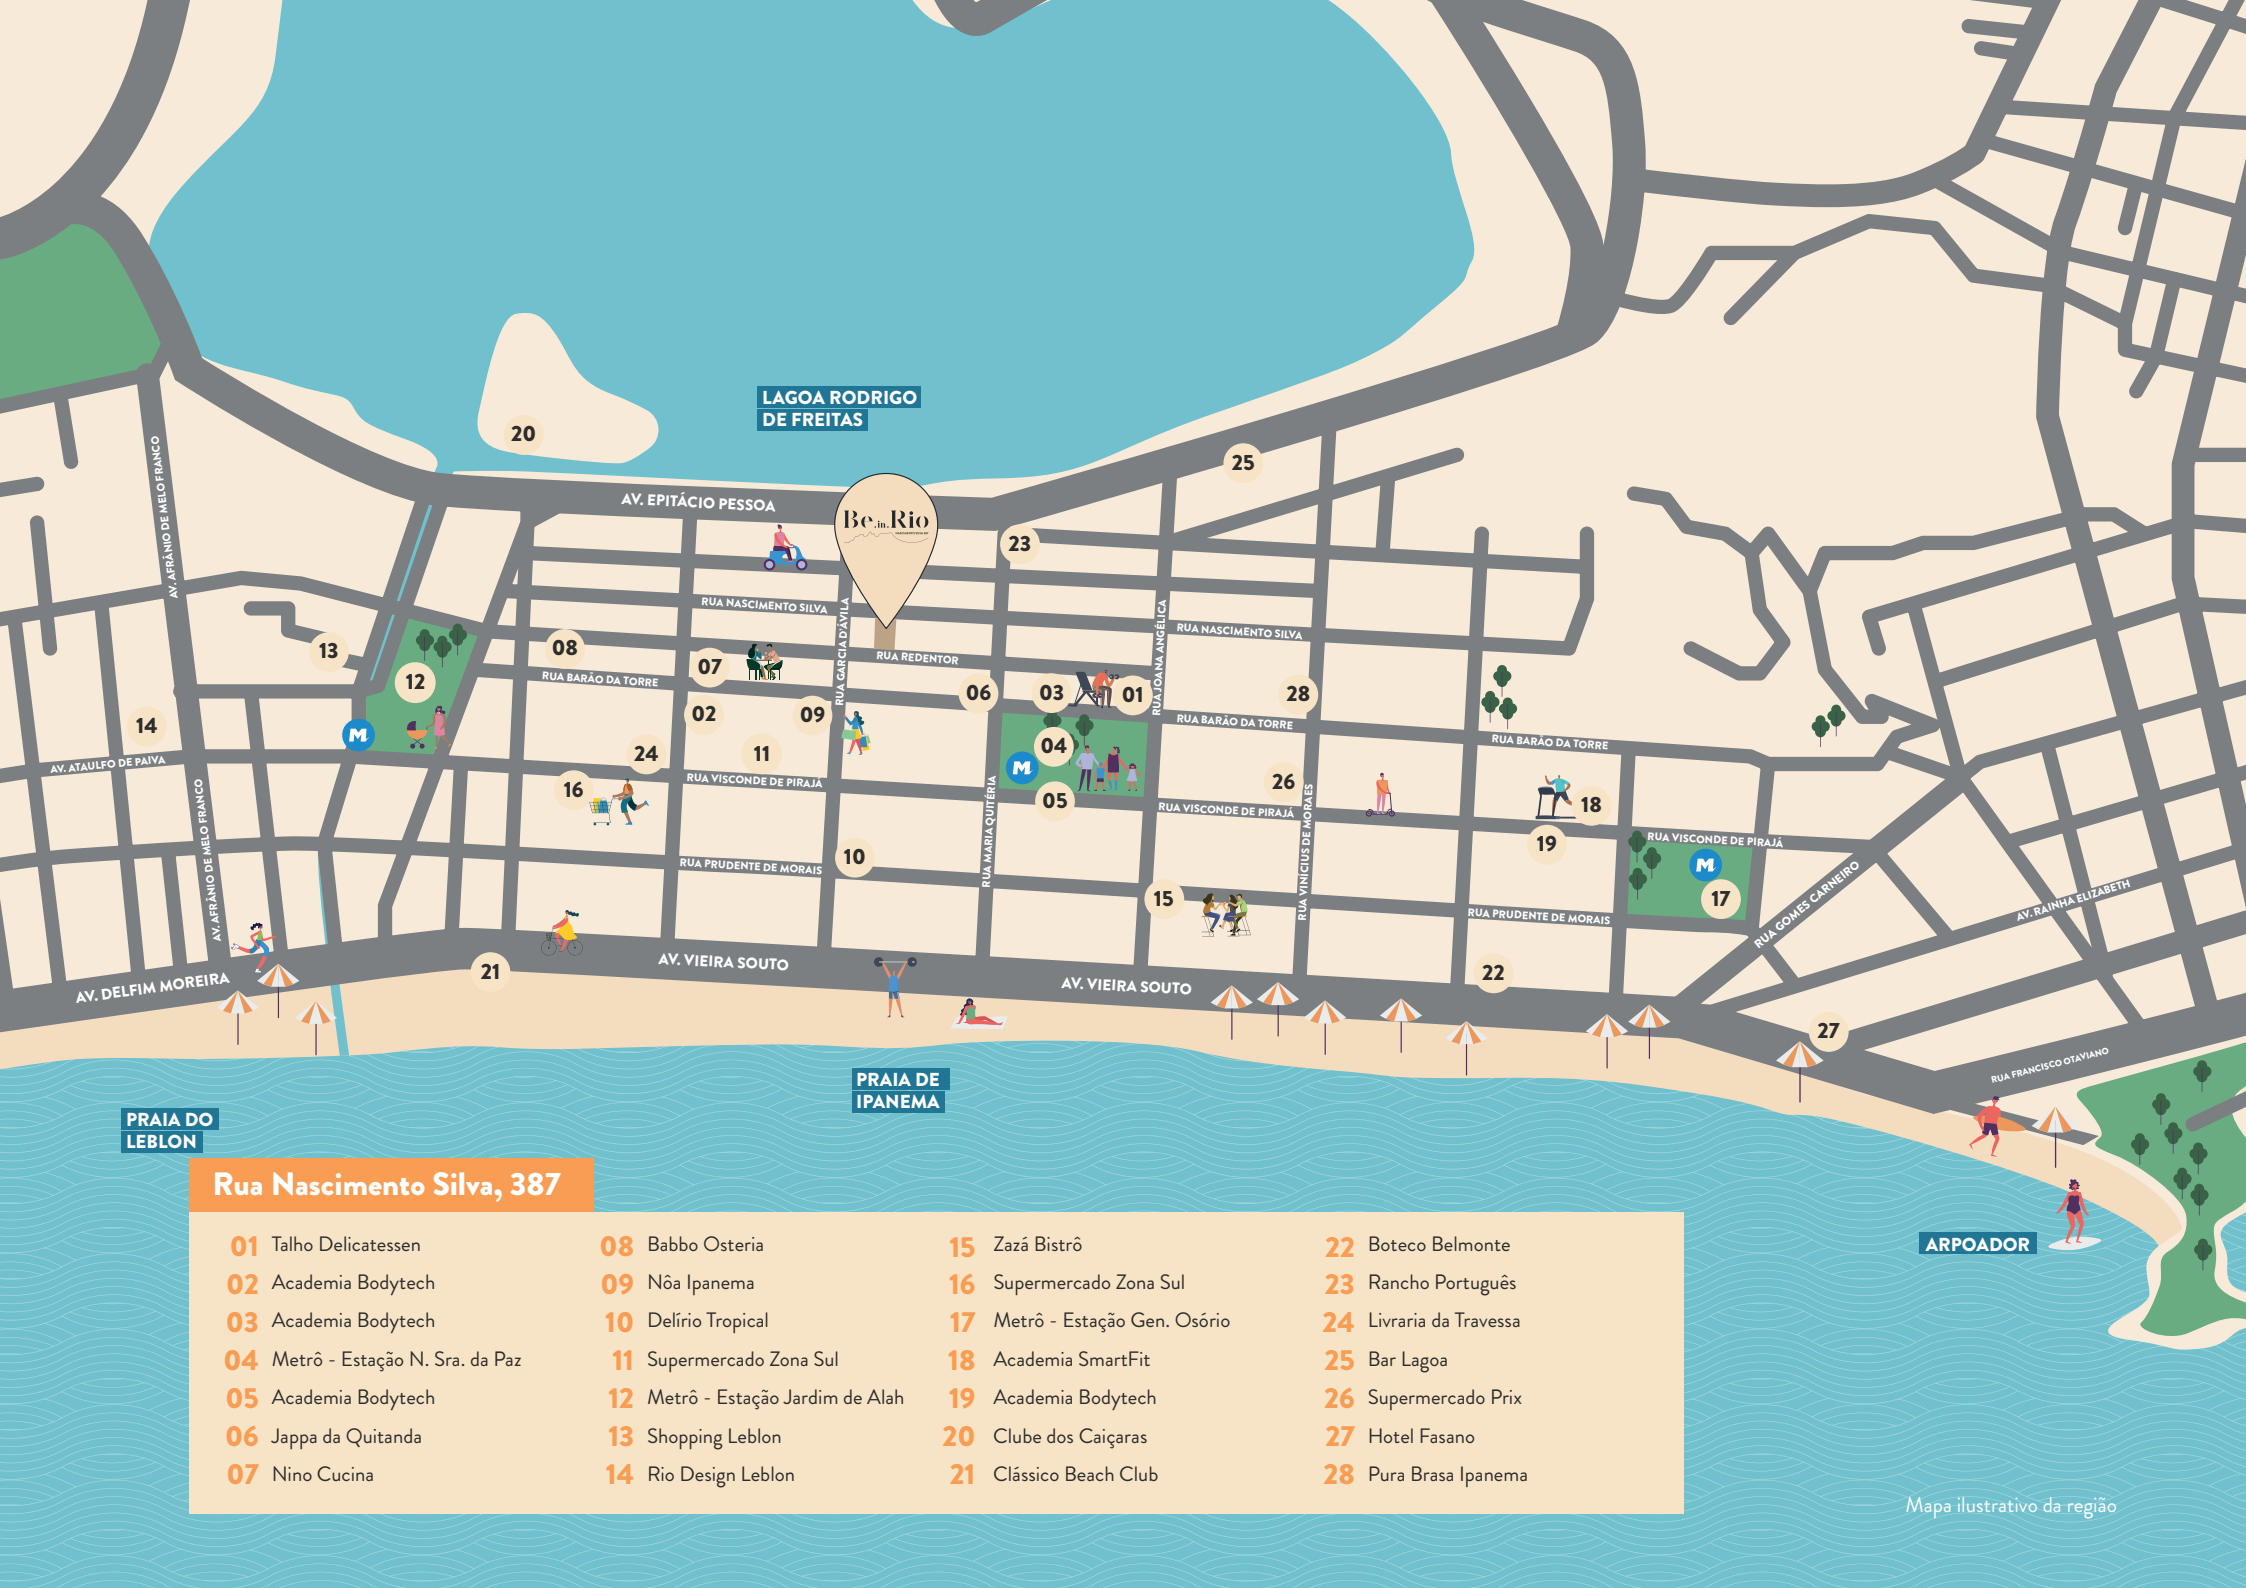 LAGOA RODRIGO
DE FREITAS
20
25
AV. EPITÁCIO PESSOA
Be.in.Rio
23
AV. AFRÂNIO DE MELO FRANCO
RUA NASCIMENTO SILVA
RUA GARCIA D'ÁVILA
RUA JOANA ANGÉLICA
RUA NASCIMENTO SILVA
13
08
07
RUA REDENTOR
12
RUA BARÃO DA TORRE
06
03
01
28
14
02
09
RUA BARÃO DA TORRE
RUA BARÃO DA TORRE
M
24
11
04
M
AV. ATAULFO DE PAIVA
16
RUA VISCONDE DE PIRAJÁ
05
26
RUA VISCONDE DE PIRAJÁ
18
AV. AFRÂNIO DE MELO FRANCO
RUA MARIA QUITÉRIA
RUA VINÍCIUS DE MORAES
19
RUA VISCONDE DE PIRAJÁ
10
RUA PRUDENTE DE MORAIS
M
15
17
RUA PRUDENTE DE MORAIS
RUA GOMES CARNEIRO
AV. RAINHA ELIZABETH
AV. DELFIM MOREIRA
21
AV. VIEIRA SOUTO
AV. VIEIRA SOUTO
22
27
RUA FRANCISCO OTAVIANO
PRAIA DE
IPANEMA
PRAIA DO
LEBLON
ARPOADOR
Rua Nascimento Silva, 387
01 Talho Delicatessen
02 Academia Bodytech
03 Academia Bodytech
04 Metrô - Estação N. Sra. da Paz
05 Academia Bodytech
06 Jappa da Quitanda
07 Nino Cucina
08 Babbo Osteria
09 Nôa Ipanema
10 Delírio Tropical
11 Supermercado Zona Sul
12 Metrô - Estação Jardim de Alah
13 Shopping Leblon
14 Rio Design Leblon
15 Zazá Bistrô
16 Supermercado Zona Sul
17 Metrô - Estação Gen. Osório
18 Academia SmartFit
19 Academia Bodytech
20 Clube dos Caiçaras
21 Clássico Beach Club
22 Boteco Belmonte
23 Rancho Português
24 Livraria da Travessa
25 Bar Lagoa
26 Supermercado Prix
27 Hotel Fasano
28 Pura Brasa Ipanema
Mapa ilustrativo da região